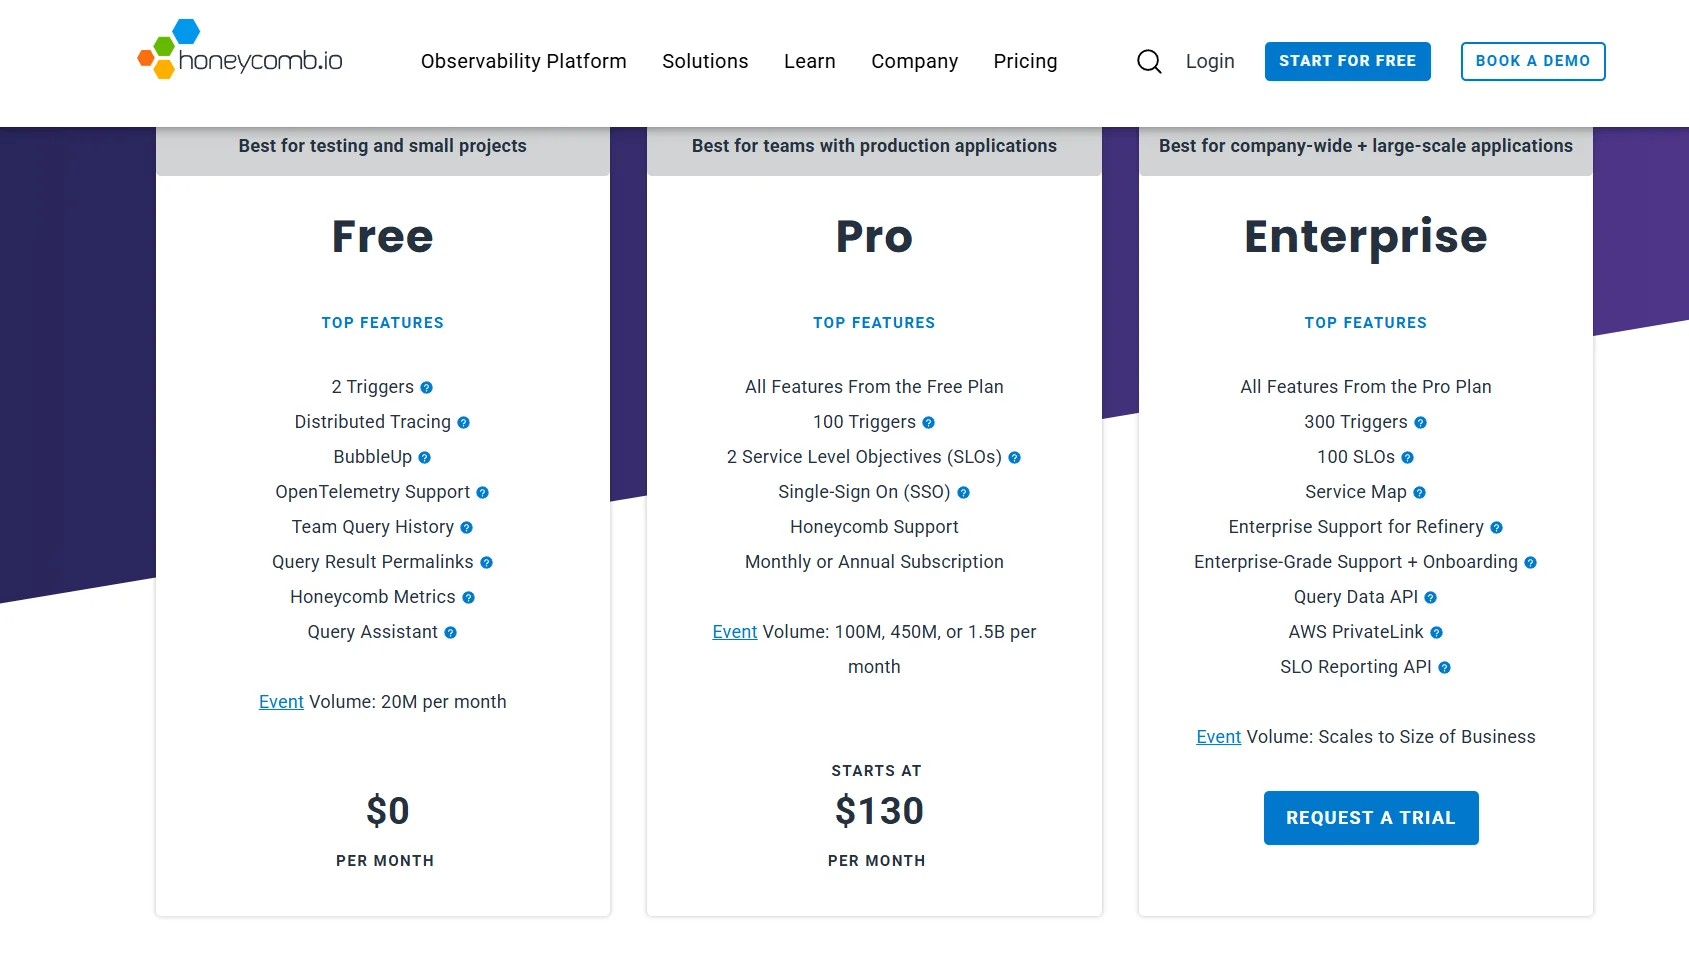 honeycomb.io
Observability Platform
Solutions
Learn
Company
Pricing
Login
START FOR FREE
BOOK A DEMO
Best for testing and small projects
Free
TOP FEATURES
2 Triggers
Distributed Tracing
BubbleUp
OpenTelemetry Support
Team Query History
Query Result Permalinks
Honeycomb Metrics
Query Assistant
Event Volume: 20M per month
$0
PER MONTH
Best for teams with production applications
Pro
TOP FEATURES
All Features From the Free Plan
100 Triggers
2 Service Level Objectives (SLOs)
Single-Sign On (SSO)
Honeycomb Support
Monthly or Annual Subscription
Event Volume: 100M, 450M, or 1.5B per
month
STARTS AT
$130
PER MONTH
Best for company-wide + large-scale applications
Enterprise
TOP FEATURES
All Features From the Pro Plan
300 Triggers
100 SLOs
Service Map
Enterprise Support for Refinery
Enterprise-Grade Support + Onboarding
Query Data API
AWS PrivateLink
SLO Reporting API
Event Volume: Scales to Size of Business
REQUEST A TRIAL